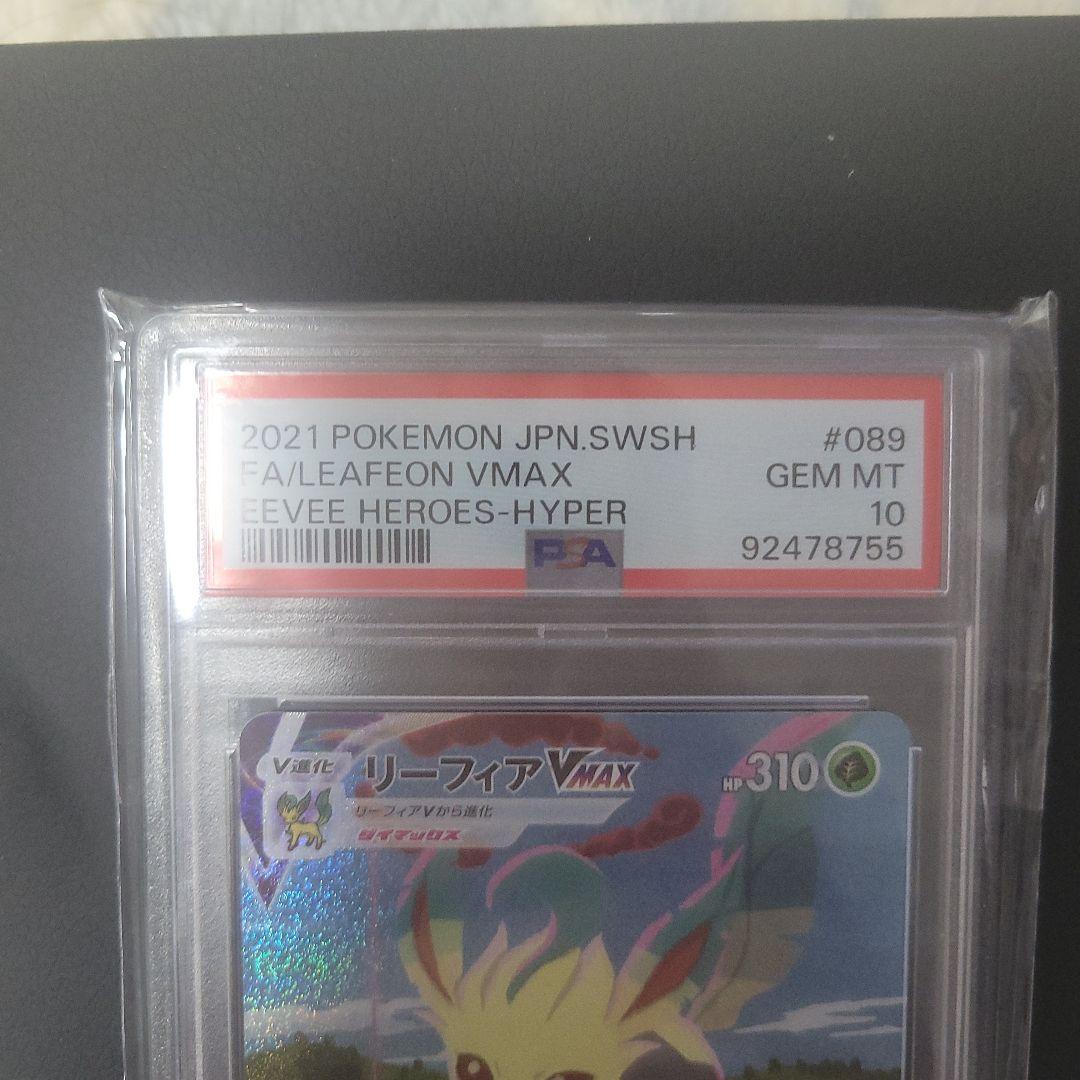 2021 POKEMON JPN.SWSH #089
FA/LEAFEON VMAX GEM MT
EEVEE HEROES-HYPER 10
PSA 92478755
V進化 リーフィアVMAX HP310
リーフィアVから進化
ダイマックス